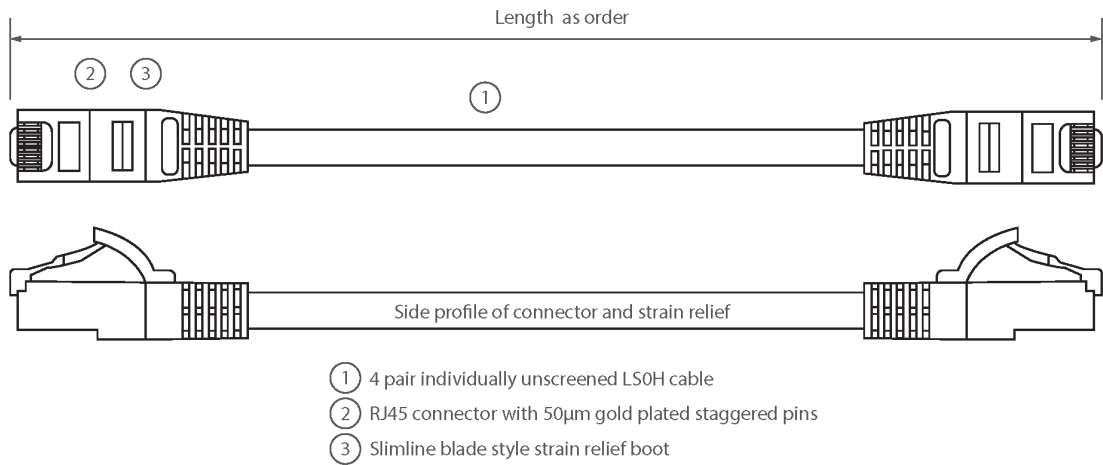 Length as order
2 3
1
Side profile of connector and strain relief
1 4 pair individually unscreened LS0H cable
2 RJ45 connector with 50μm gold plated staggered pins
3 Slimline blade style strain relief boot